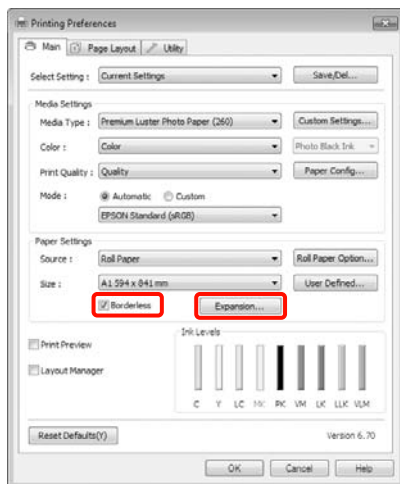 Printing Preferences
Main Page Layout Utility
Select Setting : Current Settings Save/Del...
Media Settings
Media Type : Premium Luster Photo Paper (260) Custom Settings...
Color : Color Photo Black Ink
Print Quality : Quality Paper Config...
Mode : Automatic Custom
EPSON Standard (sRGB)
Paper Settings
Source : Roll Paper Roll Paper Option...
Size : A1 594 x 841 mm User Defined...
Borderless Expansion...
Ink Levels
Print Preview
Layout Manager
C Y LC MK PK VM LK LLK VLM
Reset Defaults(Y) Version 6.70
OK Cancel Help